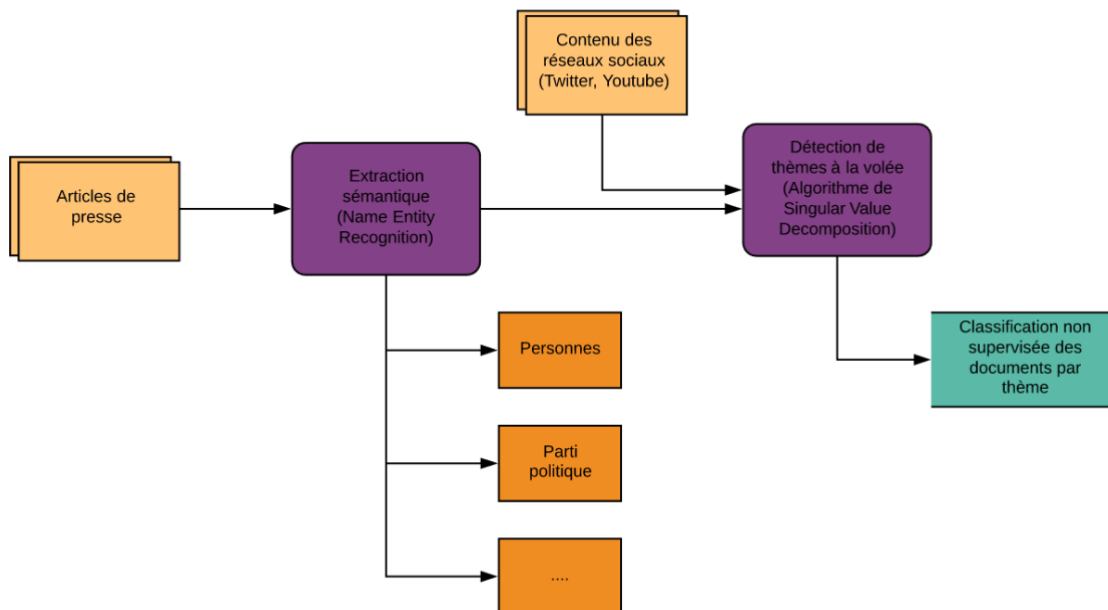 Contenu des
réseaux sociaux
(Twitter, Youtube)
Articles de
presse
Extraction
sémantique
(Name Entity
Recognition)
Détection de
thèmes à la volée
(Algorithme de
Singular Value
Decomposition)
Personnes
Parti
politique
....
Classification non
supervisée des
documents par
thème